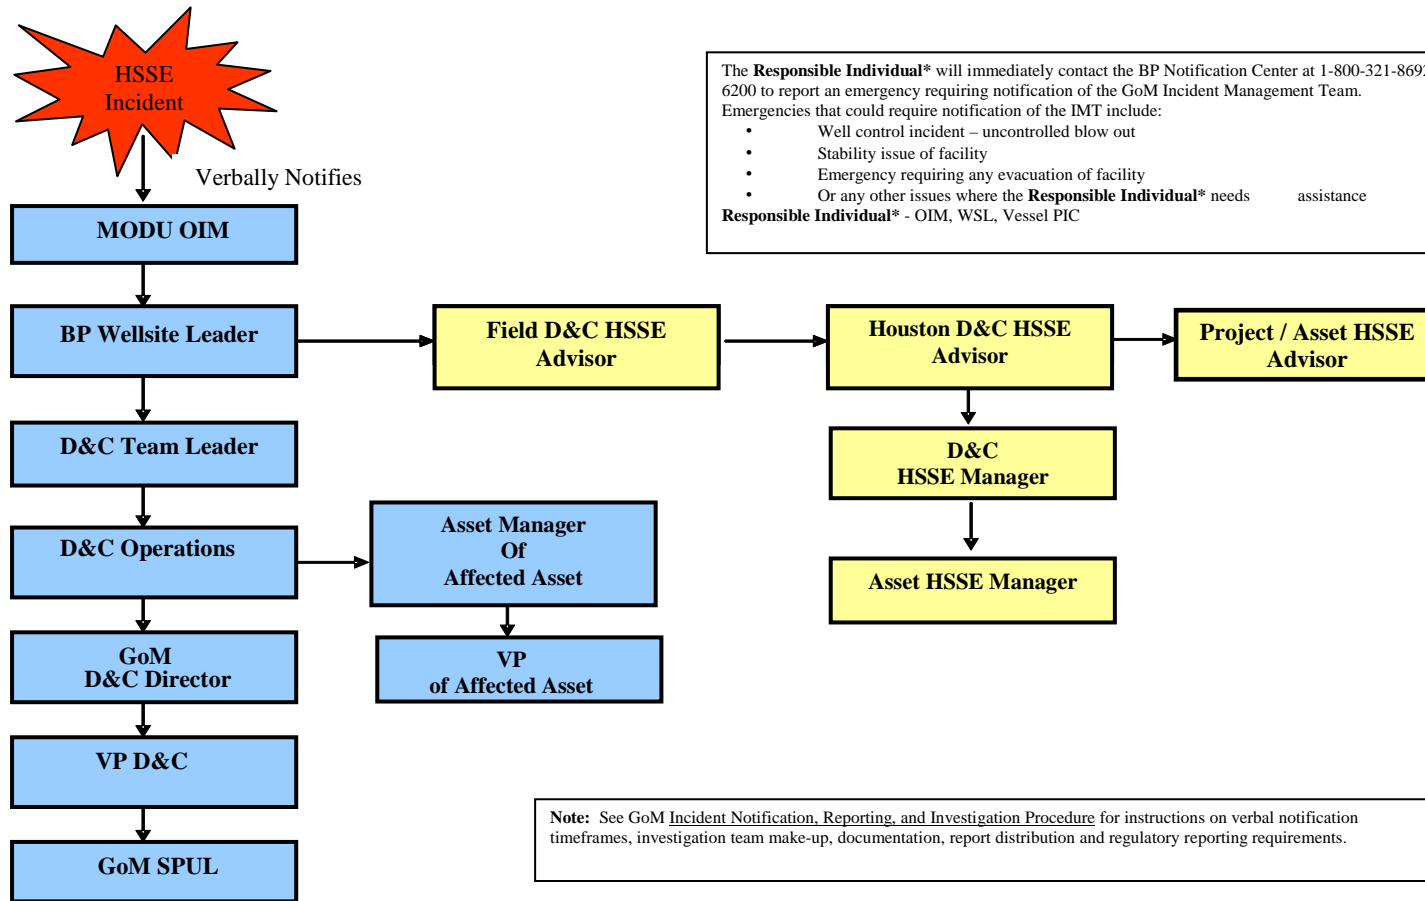 HSSE
Incident
Verbally Notifies
The Responsible Individual* will immediately contact the BP Notification Center at 1-800-321-8692
6200 to report an emergency requiring notification of the GoM Incident Management Team.
Emergencies that could require notification of the IMT include:
• Well control incident – uncontrolled blow out
• Stability issue of facility
• Emergency requiring any evacuation of facility
• Or any other issues where the Responsible Individual* needs assistance
Responsible Individual* - OIM, WSL, Vessel PIC
MODU OIM
BP Wellsite Leader
Field D&C HSSE
Advisor
Houston D&C HSSE
Advisor
Project / Asset HSSE
Advisor
D&C Team Leader
D&C
HSSE Manager
D&C Operations
Asset Manager
Of
Affected Asset
Asset HSSE Manager
GoM
D&C Director
VP
of Affected Asset
VP D&C
GoM SPUL
Note: See GoM Incident Notification, Reporting, and Investigation Procedure for instructions on verbal notification
timeframes, investigation team make-up, documentation, report distribution and regulatory reporting requirements.